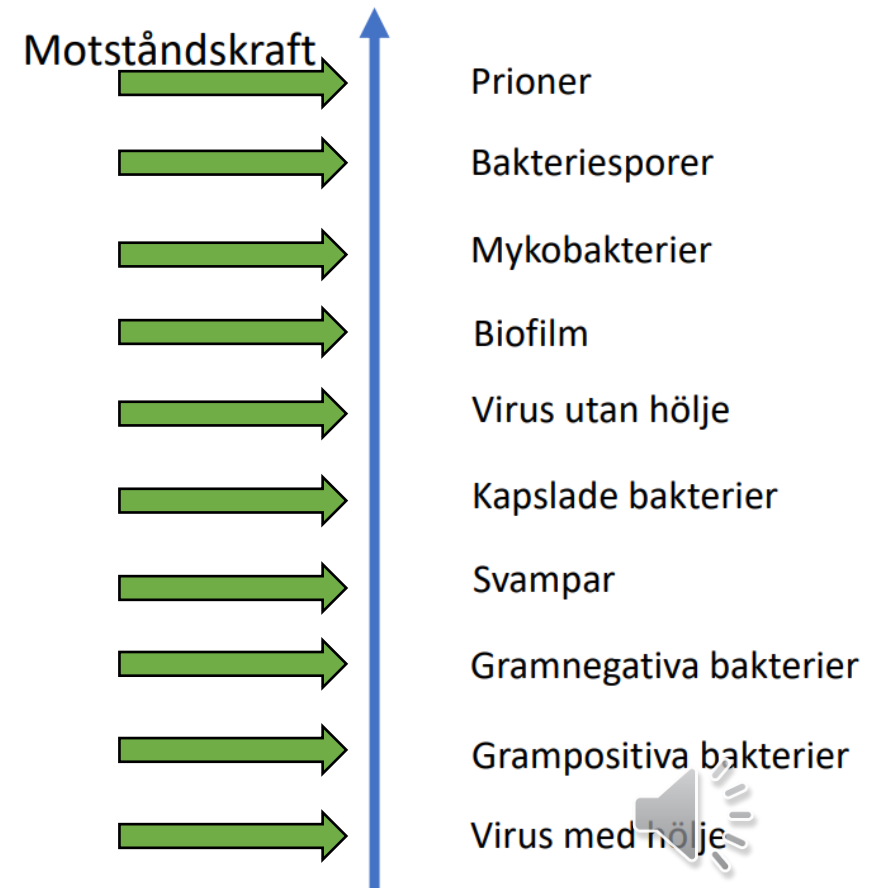 Motståndskraft
Prioner
Bakteriesporer
Mykobakterier
Biofilm
Virus utan hölje
Kapslade bakterier
Svampar
Gramnegativa bakterier
Grampositiva bakterier
Virus med hölje